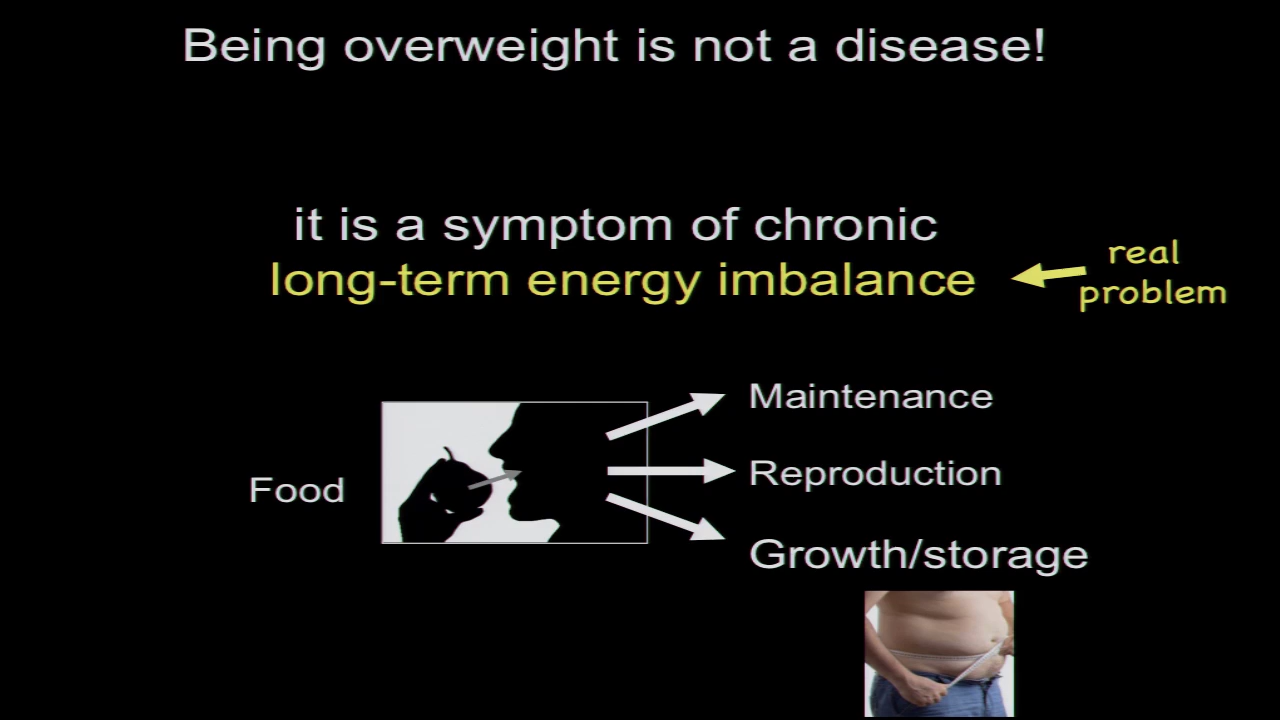 Being overweight is not a disease!
it is a symptom of chronic
long-term energy imbalance
real
problem
Food
Maintenance
Reproduction
Growth/storage